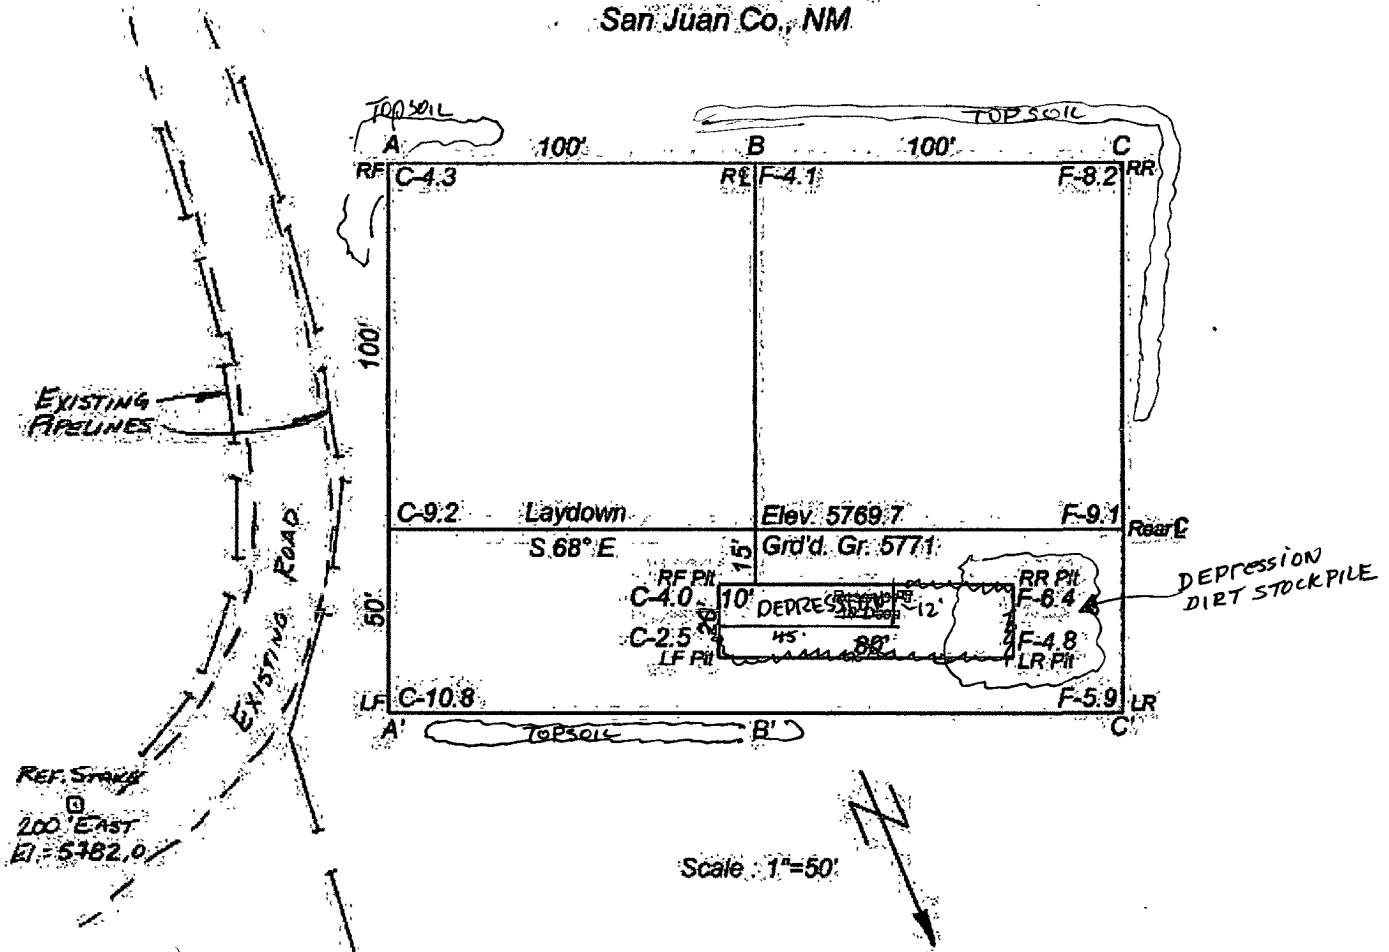 San Juan Co., NM
TOPSOIL
TOPSOIL
A 100' B 100' C
RF C-4.3 R℄ F-4.1 F-8.2 RR
100'
EXISTING
PIPELINES
C-9.2 Laydown Elev. 5769.7 F-9.1 Rear ℄
S 68° E 15' Grd'd. Gr. 5771
EXISTING ROAD
50'
RF Pit RR Pit
C-4.0 10' DEPRESSION 12' F-6.4
20'
C-2.5 45' 80' F-4.8
LF Pit LR Pit
DEPRESSION
DIRT STOCKPILE
LF C-10.8 F-5.9 LR
A' TOPSOIL B' C'
REF. STAKE
200' EAST
El = 5782.0
N
Scale : 1"=50'